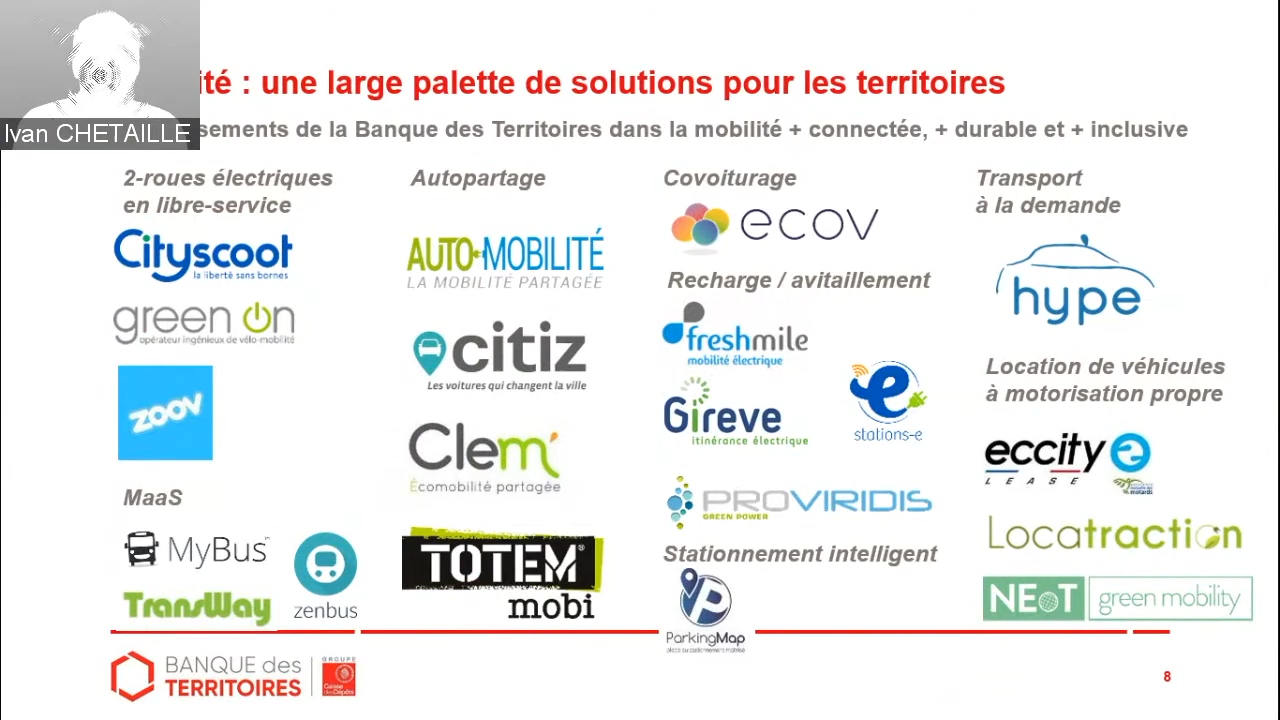 Ivan CHETAILLE
ité : une large palette de solutions pour les territoires
sements de la Banque des Territoires dans la mobilité + connectée, + durable et + inclusive
2-roues électriques
en libre-service
Cityscoot
la liberté sans bornes
green On
opérateur ingénieux de vélo-mobilité
zoov
MaaS
MyBus
TransWay
zenbus
Autopartage
AUTO-MOBILITÉ
LA MOBILITÉ PARTAGÉE
citiz
Les voitures qui changent la ville
Clem'
Écomobilité partagée
TOTEM®
mobi
Covoiturage
ecov
Recharge / avitaillement
freshmile
mobilité électrique
Gireve
itinérance électrique
e
stations-e
PROVIRIDIS
GREEN POWER
Stationnement intelligent
P
ParkingMap
Transport
à la demande
hype
Location de véhicules
à motorisation propre
eccity
LEASE
motards
Locatraction
NEoT green mobility
BANQUE des
TERRITOIRES
GROUPE
Caisse
des Dépôts
8